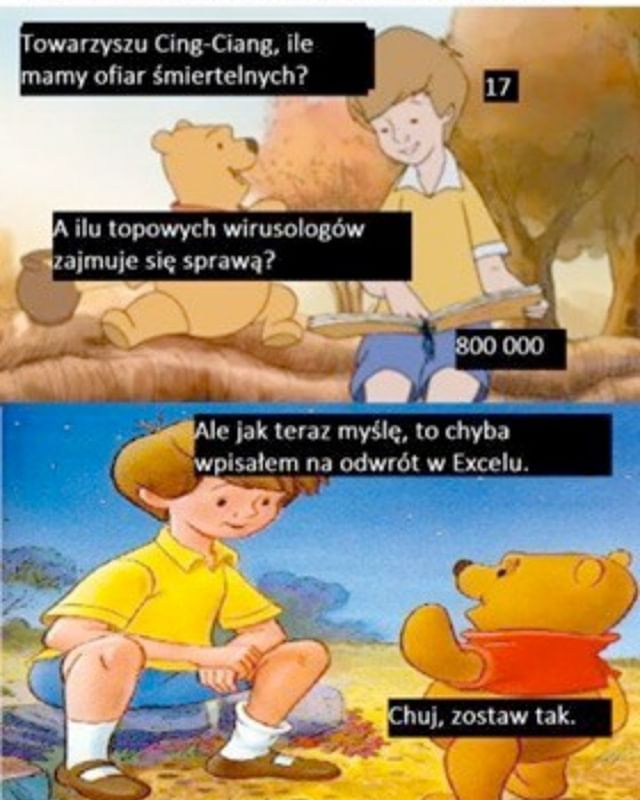 Towarzyszu Cing-Ciang, ile
mamy ofiar śmiertelnych?
17
A ilu topowych wirusologów
zajmuje się sprawą?
800 000
Ale jak teraz myślę, to chyba
wpisałem na odwrót w Excelu.
Chuj, zostaw tak.